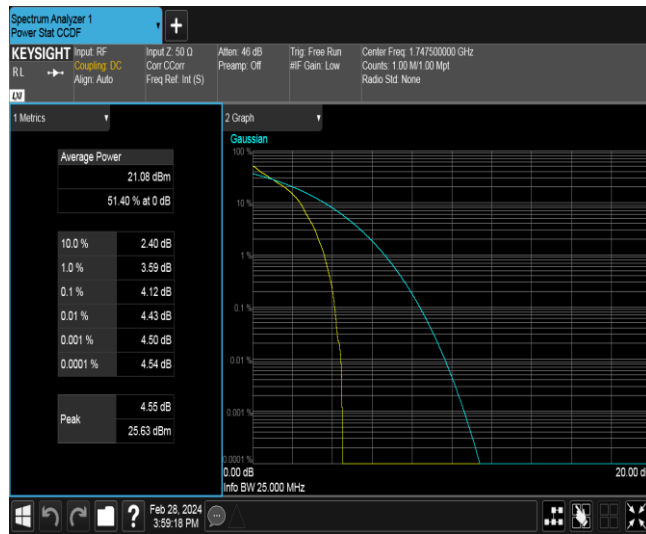 Spectrum Analyzer 1
Power Stat CCDF
+
KEYSIGHT Input: RF Input Z: 50 Ω Atten: 46 dB Trig: Free Run Center Freq: 1.747500000 GHz
RL Coupling: DC Corr CCorr Preamp: Off #IF Gain: Low Counts: 1.00 M/1.00 Mpt
Align: Auto Freq Ref: Int (S) Radio Std: None
LXI
1 Metrics
2 Graph
Average Power
21.08 dBm
51.40 % at 0 dB
10.0 % 2.40 dB
1.0 % 3.59 dB
0.1 % 4.12 dB
0.01 % 4.43 dB
0.001 % 4.50 dB
0.0001 % 4.54 dB
Peak
4.55 dB
25.63 dBm
Gaussian
100 %
10 %
1 %
0.1 %
0.01 %
0.001 %
0.0001 %
0.00 dB 20.00 d
Info BW 25.000 MHz
? Feb 28, 2024
3:59:18 PM